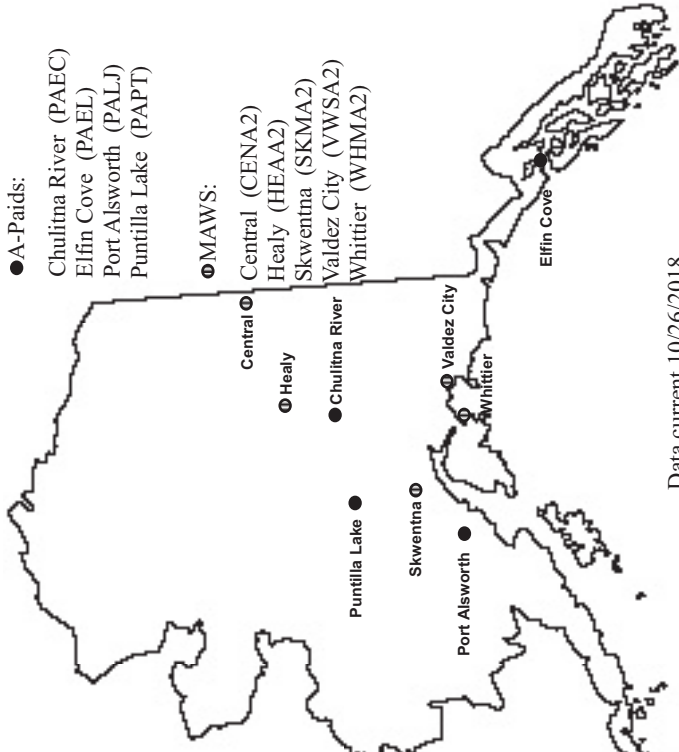 ●A-Paids:
Chulitna River (PAEC)
Elfin Cove (PAEL)
Port Alsworth (PALJ)
Puntilla Lake (PAPT)
MAWS:
Central (CENA2)
Healy (HEAA2)
Skwentna (SKMA2)
Valdez City (VWSA2)
Whittier (WHMA2)
Central
Healy
Chulitna River
Puntilla Lake
Skwentna
Valdez City
Whittier
Port Alsworth
Elfin Cove
Data current 10/26/2018